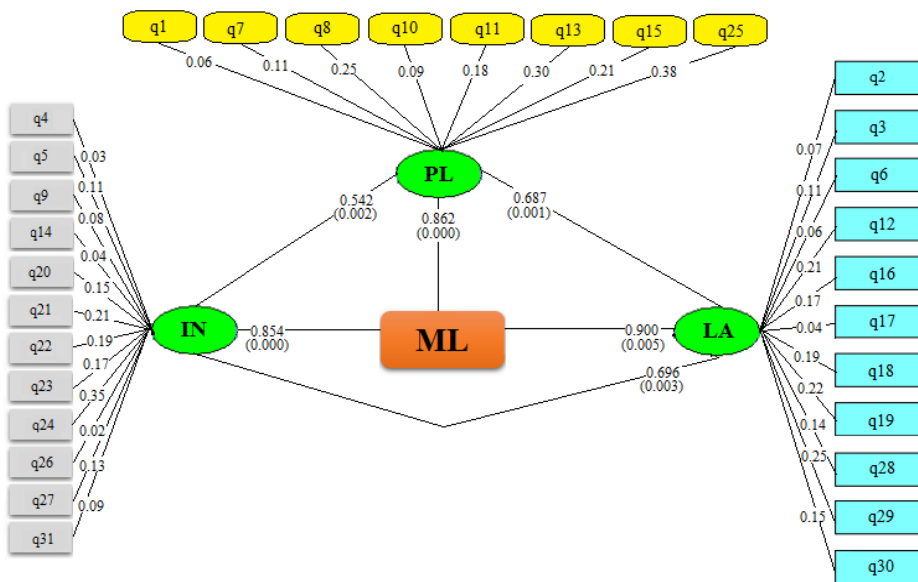 q1 q7 q8 q10 q11 q13 q15 q25
0.06 0.11 0.25 0.09 0.18 0.30 0.21 0.38
q4
q5
q9
q14
q20
q21
q22
q23
q24
q26
q27
q31
0.03
0.11
0.08
0.04
0.15
0.21
0.19
0.17
0.35
0.02
0.13
0.09
PL
0.542
(0.002)
0.862
(0.000)
0.687
(0.001)
IN
0.854
(0.000)
ML
0.900
(0.005)
LA
0.696
(0.003)
0.07
0.11
0.06
0.21
0.17
0.04
0.19
0.22
0.14
0.25
0.15
q2
q3
q6
q12
q16
q17
q18
q19
q28
q29
q30